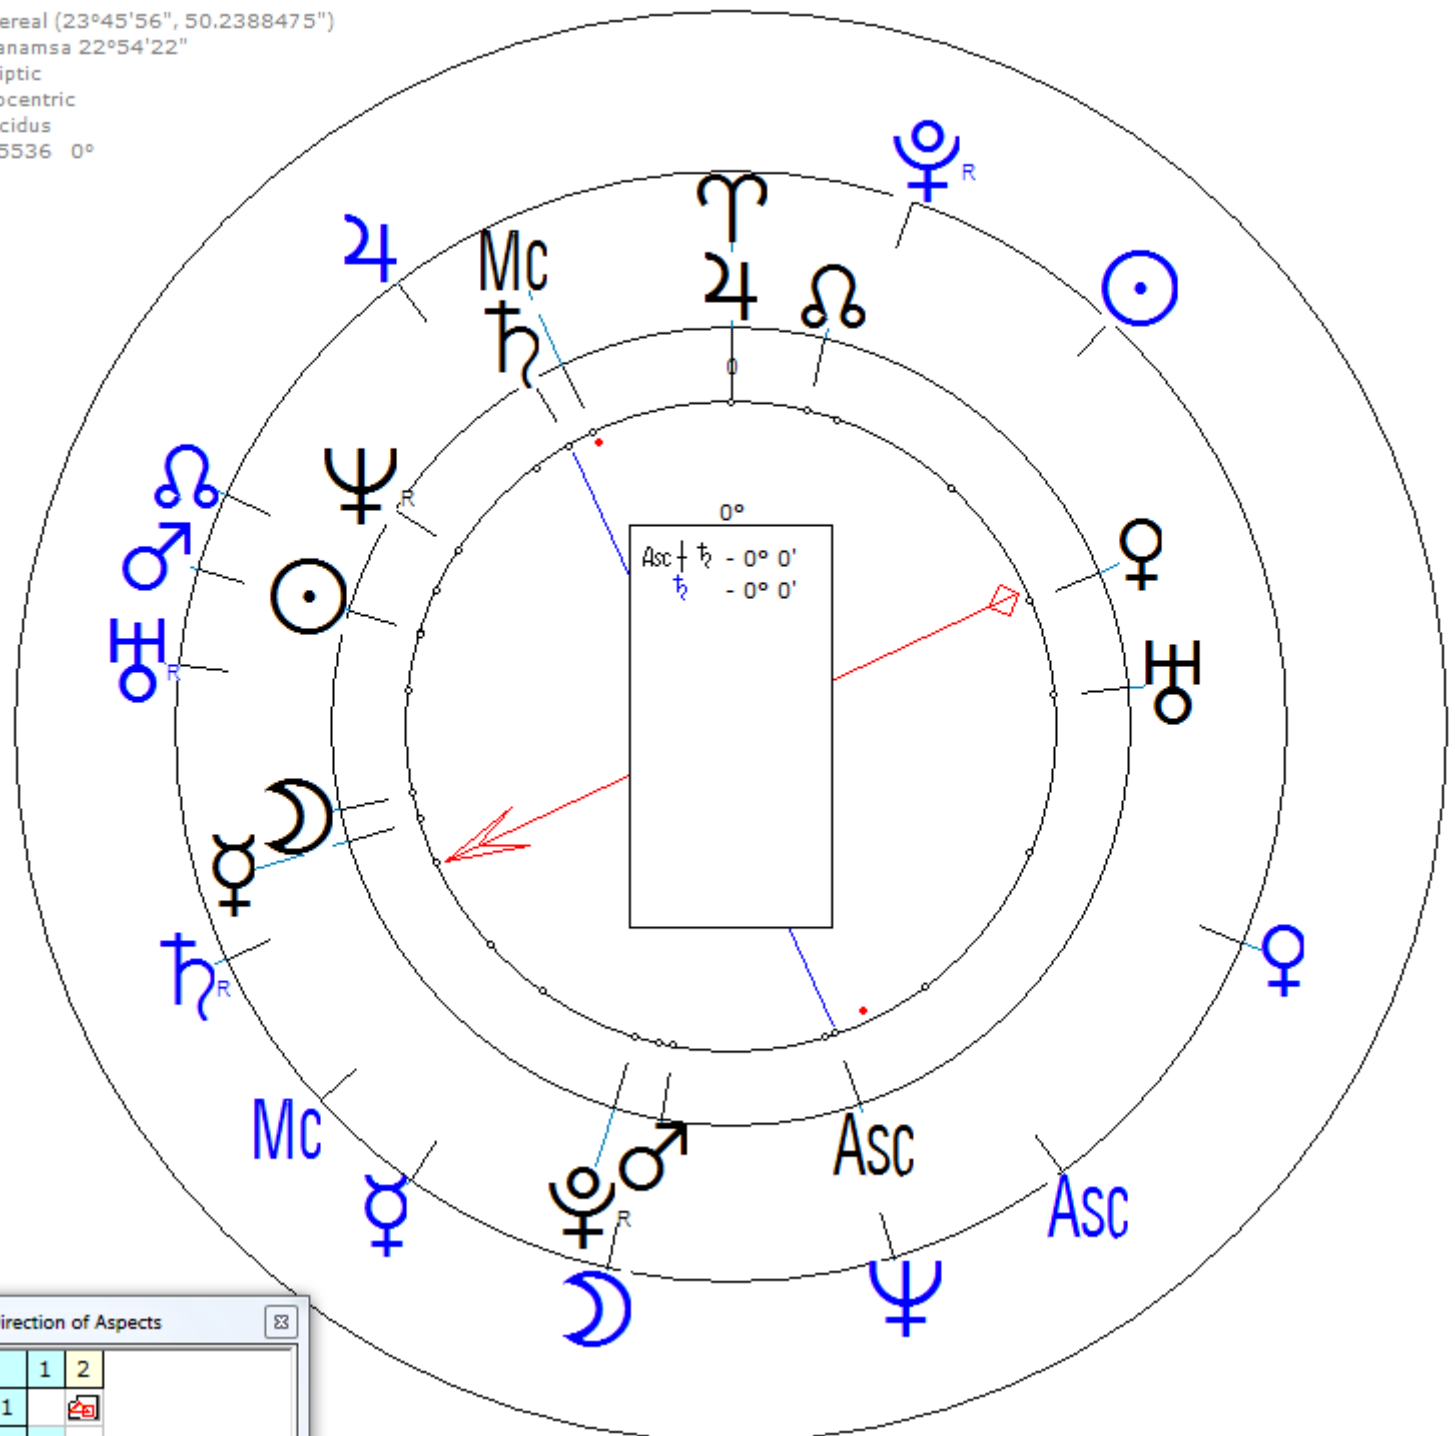 ereal (23°45'56", 50.2388475")
anamsa 22°54'22"
iptic
ocentric
cidus
5536 0°
♇ R
☉
♃
Mc
♈
♄
♃
☊
0
☊
♆ R
♂
☉
0°
♀
Asc ┼ ♄ - 0° 0'
♄ - 0° 0'
♅ R
♅
☽
☿
♄ R
♀
Mc
☿
♇ R
♂
Asc
Asc
☽
♆
irection of Aspects
1 2
1